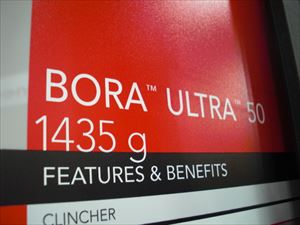 BORA™ ULTRA™ 50
1435 g
FEATURES & BENEFITS
CLINCHER